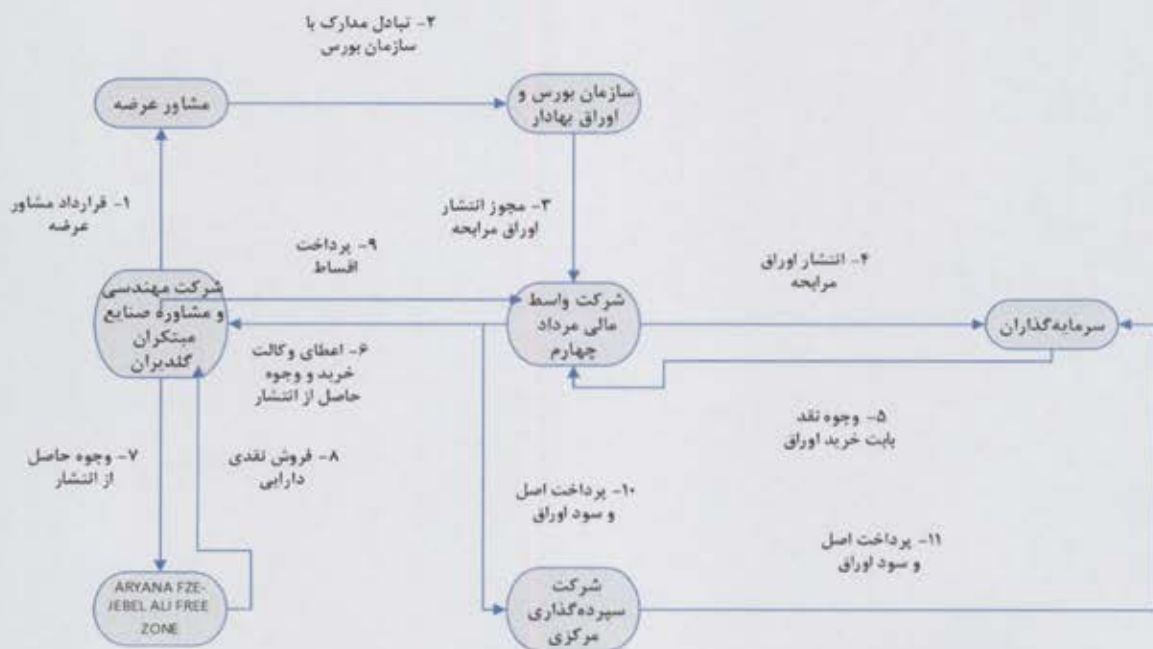 ۲- تبادل مدارک با
سازمان بورس
مشاور عرضه
سازمان بورس و
اوراق بهادار
۱- قرارداد مشاور
عرضه
۳- مجوز انتشار
اوراق مرابحه
۹- پرداخت
اقساط
۴- انتشار اوراق
مرابحه
شرکت مهندسی
و مشاوره صنایع
مبتکران
گلدیران
شرکت واسط
مالی مرداد
چهارم
سرمایه‌گذاران
۶- اعطای وکالت
خرید و وجوه
حاصل از انتشار
۵- وجوه نقد
بابت خرید اوراق
۷- وجوه حاصل
از انتشار
۸- فروش نقدی
دارایی
۱۰- پرداخت اصل
و سود اوراق
۱۱- پرداخت اصل
و سود اوراق
ARYANA FZE-
JEBEL ALI FREE
ZONE
شرکت
سپرده‌گذاری
مرکزی